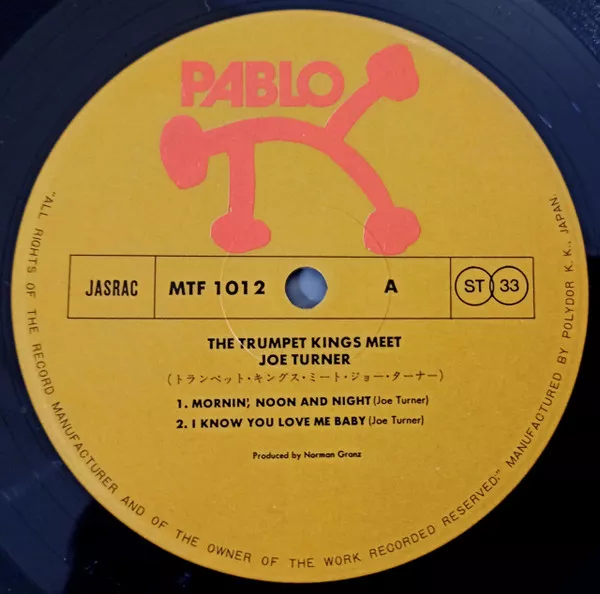 PABLO
JASRAC
MTF 1012
A
ST 33
THE TRUMPET KINGS MEET
JOE TURNER
(トランペット・キングス・ミート・ジョー・ターナー)
1. MORNIN', NOON AND NIGHT (Joe Turner)
2. I KNOW YOU LOVE ME BABY (Joe Turner)
Produced by Norman Granz
"ALL RIGHTS OF THE RECORD MANUFACTURER AND OF THE OWNER OF THE WORK RECORDED RESERVED." MANUFACTURED BY POLYDOR K.K., JAPAN.